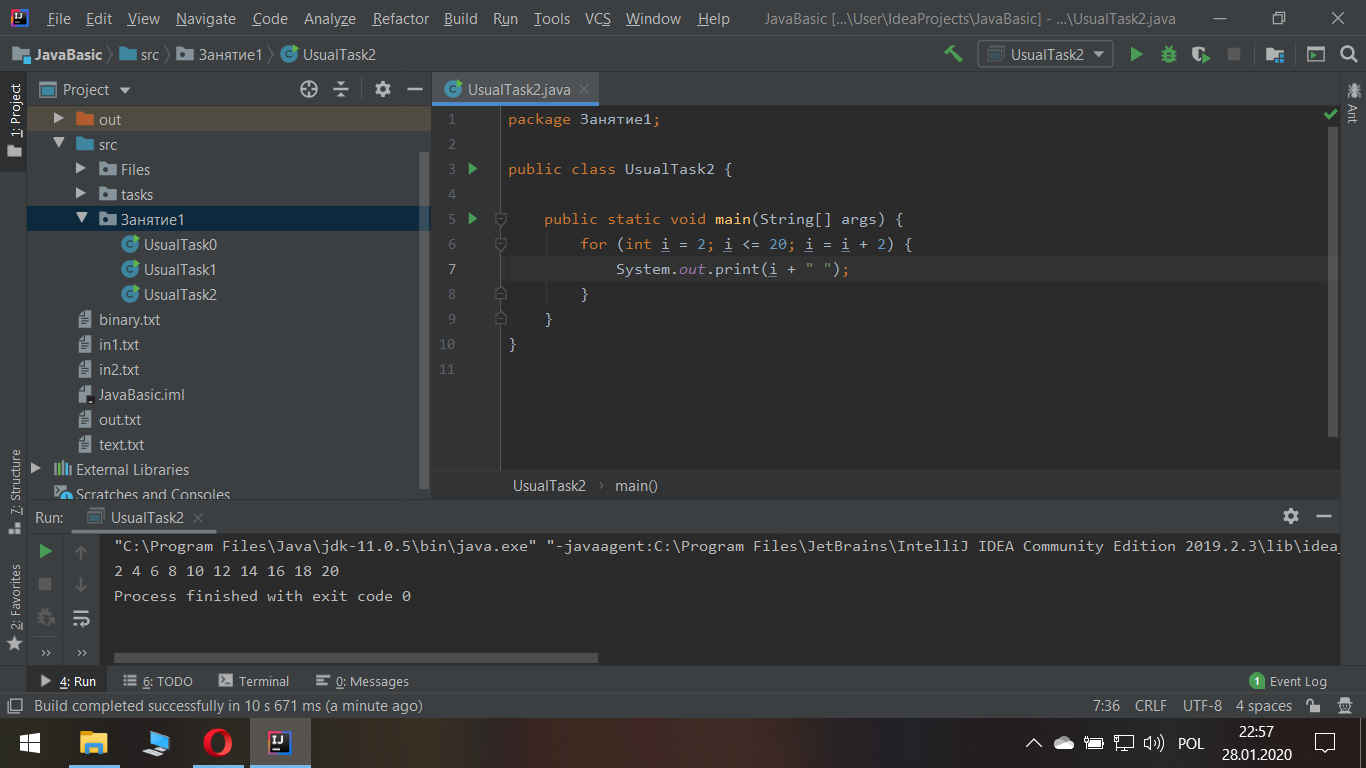 File Edit View Navigate Code Analyze Refactor Build Run Tools VCS Window Help JavaBasic [...\User\IdeaProjects\JavaBasic] - ...\UsualTask2.java
JavaBasic src Занятие1 UsualTask2 UsualTask2
1: Project
7: Structure
2: Favorites
Project
out
src
Files
tasks
Занятие1
UsualTask0
UsualTask1
UsualTask2
binary.txt
in1.txt
in2.txt
JavaBasic.iml
out.txt
text.txt
External Libraries
Scratches and Consoles
UsualTask2.java
1 package Занятие1;
2
3 public class UsualTask2 {
4
5 public static void main(String[] args) {
6 for (int i = 2; i <= 20; i = i + 2) {
7 System.out.print(i + " ");
8 }
9 }
10 }
11
UsualTask2 › main()
Ant
Run: UsualTask2
"C:\Program Files\Java\jdk-11.0.5\bin\java.exe" "-javaagent:C:\Program Files\JetBrains\IntelliJ IDEA Community Edition 2019.2.3\lib\idea_
2 4 6 8 10 12 14 16 18 20
Process finished with exit code 0
4: Run 6: TODO Terminal 0: Messages 1 Event Log
Build completed successfully in 10 s 671 ms (a minute ago) 7:36 CRLF UTF-8 4 spaces
POL
22:57
28.01.2020